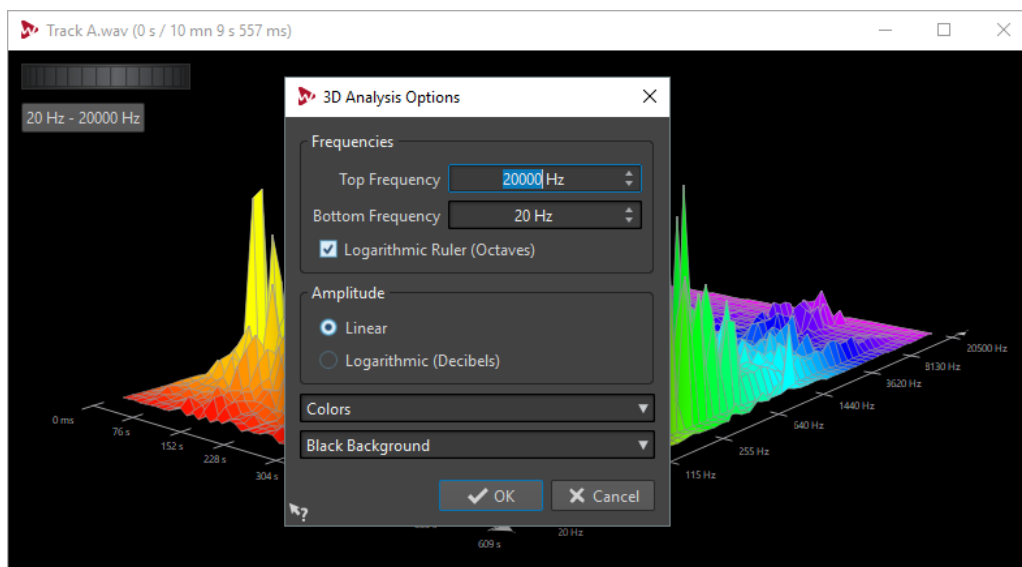 Track A.wav (0 s / 10 mn 9 s 557 ms)
20 Hz - 20000 Hz
3D Analysis Options
Frequencies
Top Frequency 20000 Hz
Bottom Frequency 20 Hz
Logarithmic Ruler (Octaves)
Amplitude
Linear
Logarithmic (Decibels)
Colors
Black Background
OK Cancel
0 ms
76 s
152 s
228 s
304 s
609 s
20 Hz
115 Hz
255 Hz
540 Hz
1440 Hz
3620 Hz
8130 Hz
20500 Hz